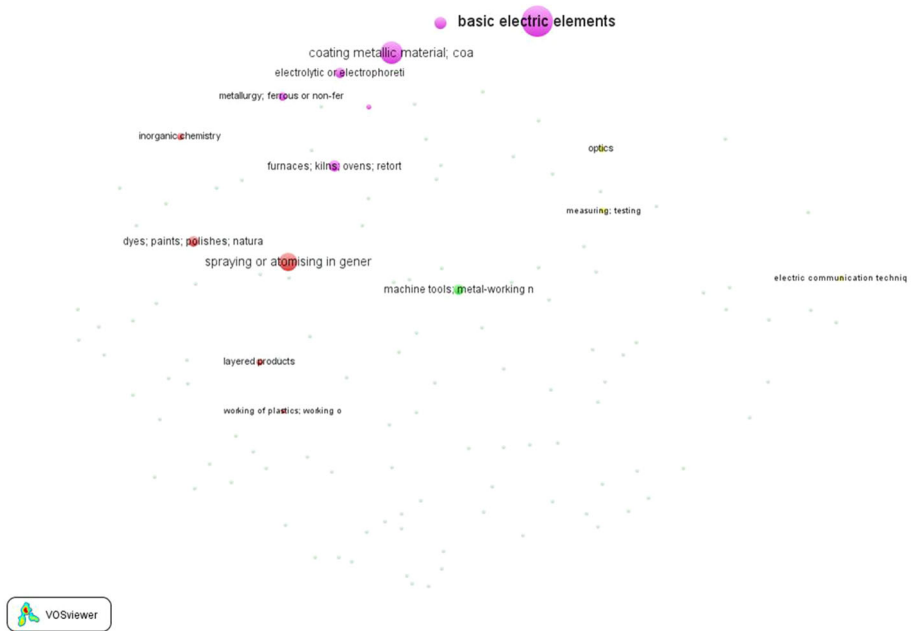 basic electric elements
coating metallic material; coa
electrolytic or electrophoreti
metallurgy; ferrous or non-fer
inorganic chemistry
optics
furnaces; kilns; ovens; retort
measuring; testing
dyes; paints; polishes; natura
spraying or atomising in gener
electric communication techniq
machine tools; metal-working n
layered products
working of plastics; working o
VOSviewer